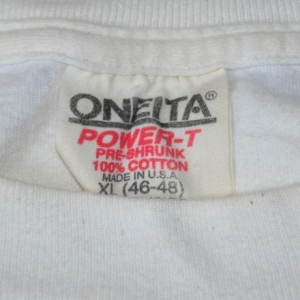 ONEITA®
POWER-T
PRE-SHRUNK
100% COTTON
MADE IN U.S.A.
XL (46-48)